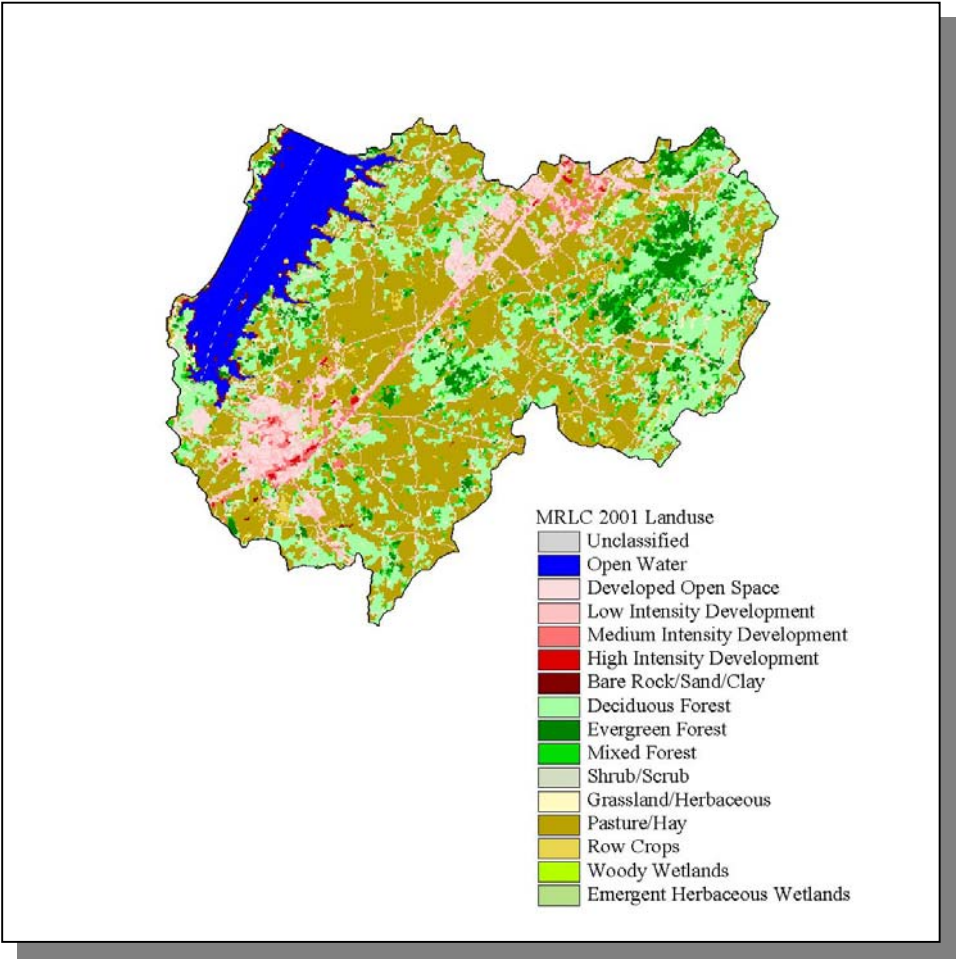 MRLC 2001 Landuse
Unclassified
Open Water
Developed Open Space
Low Intensity Development
Medium Intensity Development
High Intensity Development
Bare Rock/Sand/Clay
Deciduous Forest
Evergreen Forest
Mixed Forest
Shrub/Scrub
Grassland/Herbaceous
Pasture/Hay
Row Crops
Woody Wetlands
Emergent Herbaceous Wetlands